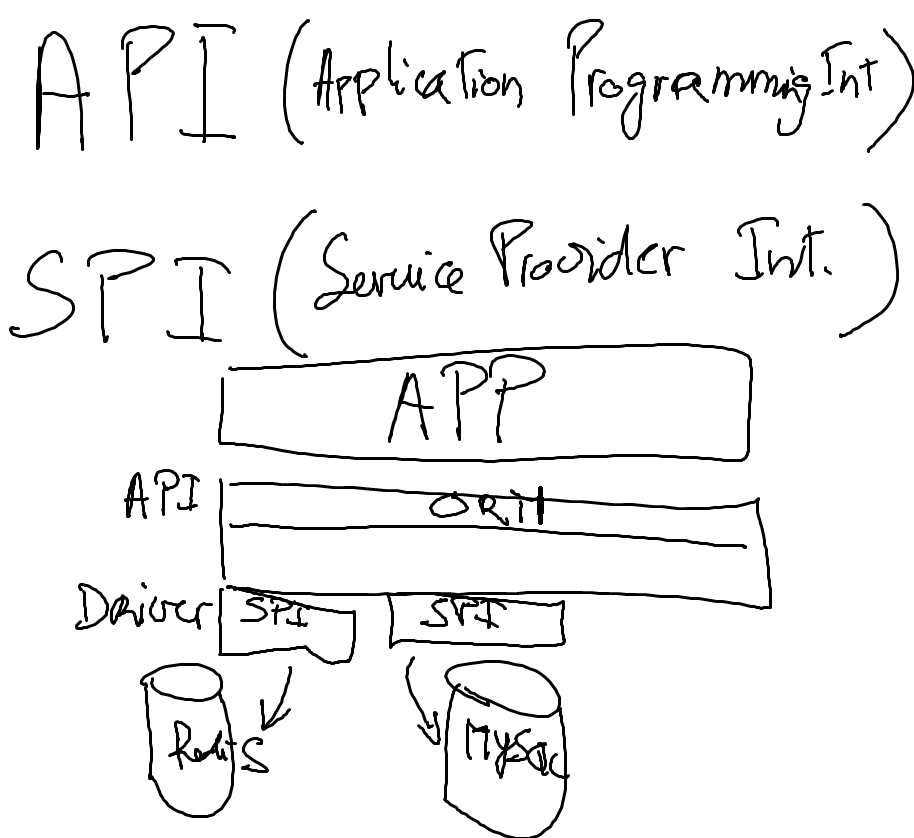 API (Application Programming Int)
SPI (Service Provider Int.
)
APP
API
ORM
Driver
SPI
SPI
Redis
MySQL